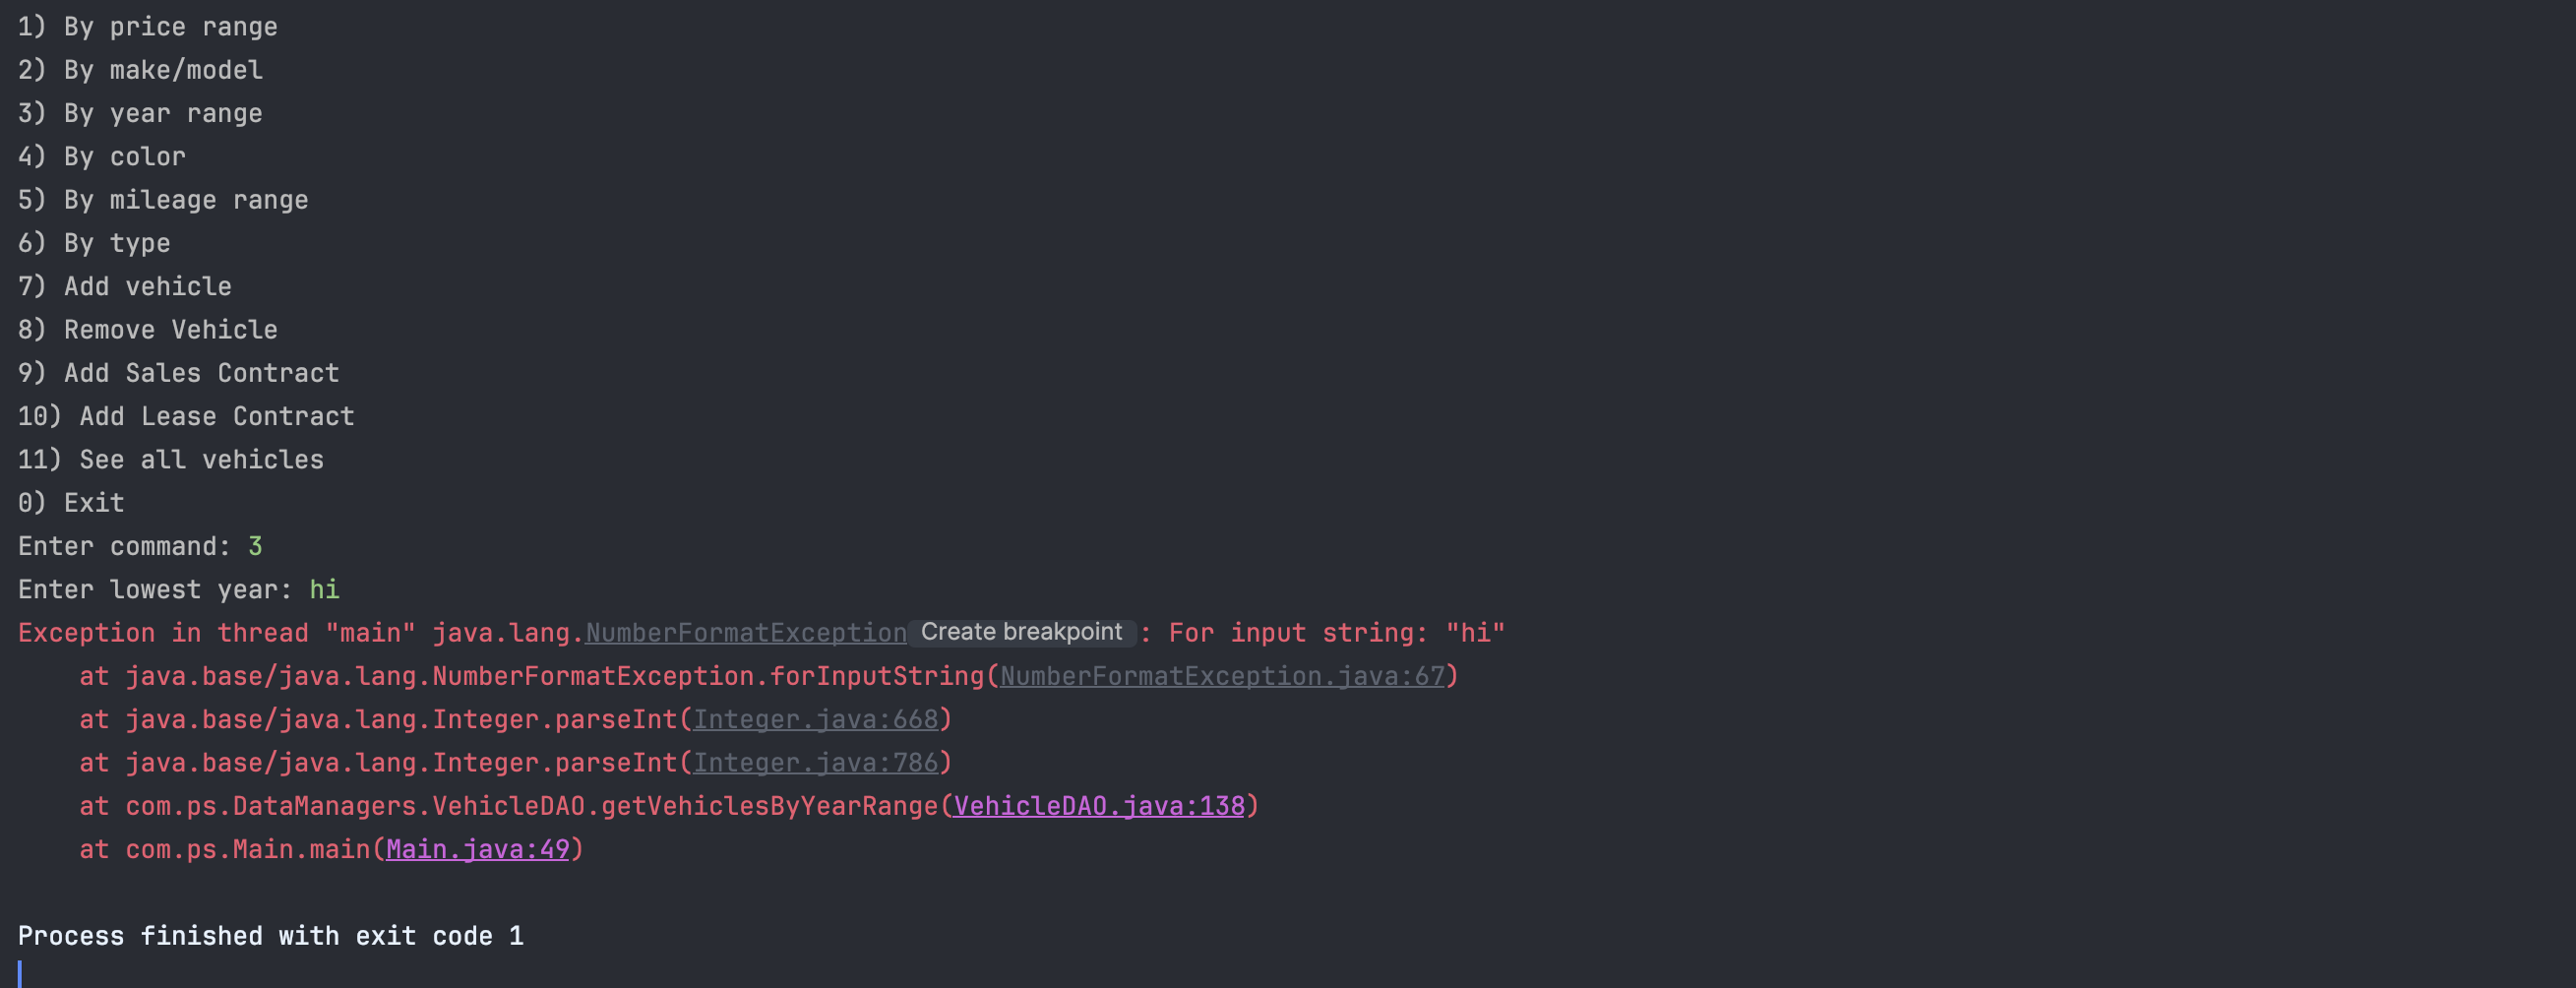 1) By price range
2) By make/model
3) By year range
4) By color
5) By mileage range
6) By type
7) Add vehicle
8) Remove Vehicle
9) Add Sales Contract
10) Add Lease Contract
11) See all vehicles
0) Exit
Enter command: 3
Enter lowest year: hi
Exception in thread "main" java.lang.NumberFormatException Create breakpoint : For input string: "hi"
    at java.base/java.lang.NumberFormatException.forInputString(NumberFormatException.java:67)
    at java.base/java.lang.Integer.parseInt(Integer.java:668)
    at java.base/java.lang.Integer.parseInt(Integer.java:786)
    at com.ps.DataManagers.VehicleDAO.getVehiclesByYearRange(VehicleDAO.java:138)
    at com.ps.Main.main(Main.java:49)
Process finished with exit code 1